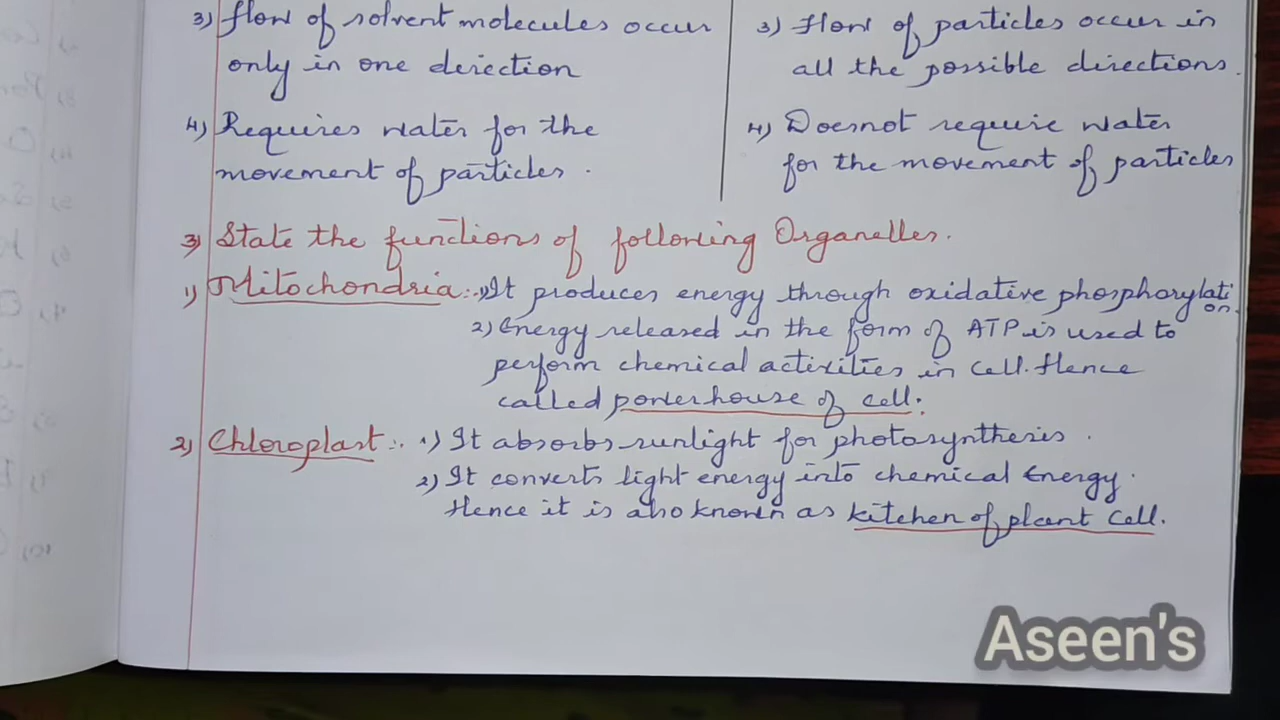 3) flow of solvent molecules occur
only in one direction
4) Requires water for the
movement of particles.
3) flow of particles occur in
all the possible directions.
4) Doesnot require water
for the movement of particles
3) State the functions of following Organelles.
1) Mitochondria:- 1) It produces energy through oxidative phosphorylation.
2) Energy released in the form of ATP is used to
perform chemical activities in cell. Hence
called powerhouse of cell.
2) Chloroplast:- 1) It absorbs sunlight for photosynthesis.
2) It converts light energy into chemical Energy.
Hence it is also known as kitchen of plant cell.
Aseen's